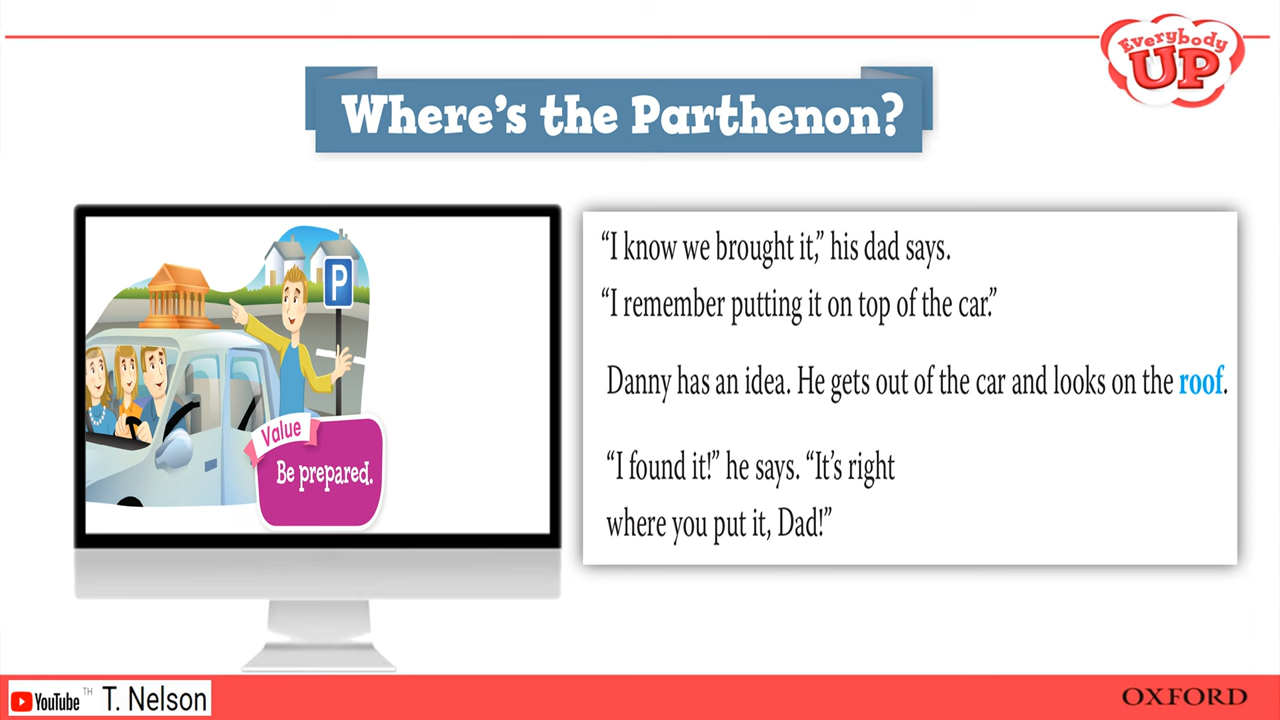 Everybody
UP
Where's the Parthenon?
P
Value
Be prepared.
“I know we brought it,” his dad says.
“I remember putting it on top of the car.”
Danny has an idea. He gets out of the car and looks on the roof.
“I found it!” he says. “It’s right
where you put it, Dad!”
YouTube TH T. Nelson
OXFORD